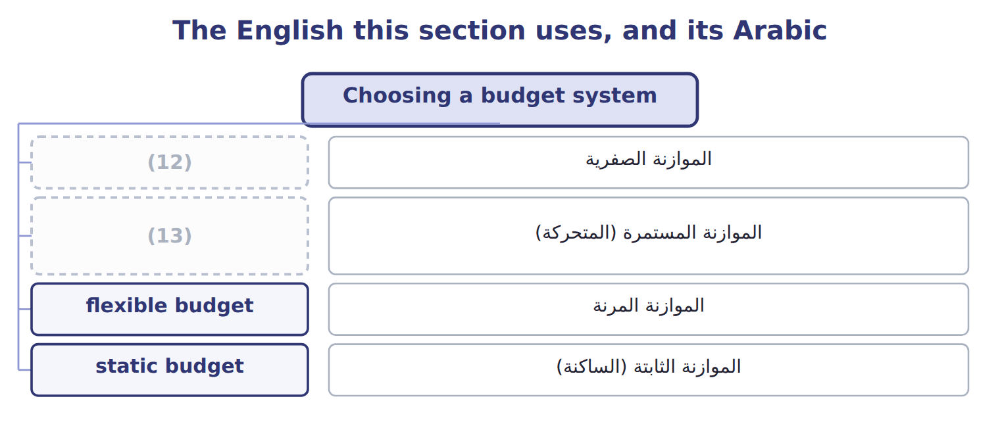 The English this section uses, and its Arabic
Choosing a budget system
(12)
الموازنة الصفرية
(13)
الموازنة المستمرة (المتحركة)
flexible budget
الموازنة المرنة
static budget
الموازنة الثابتة (الساكنة)